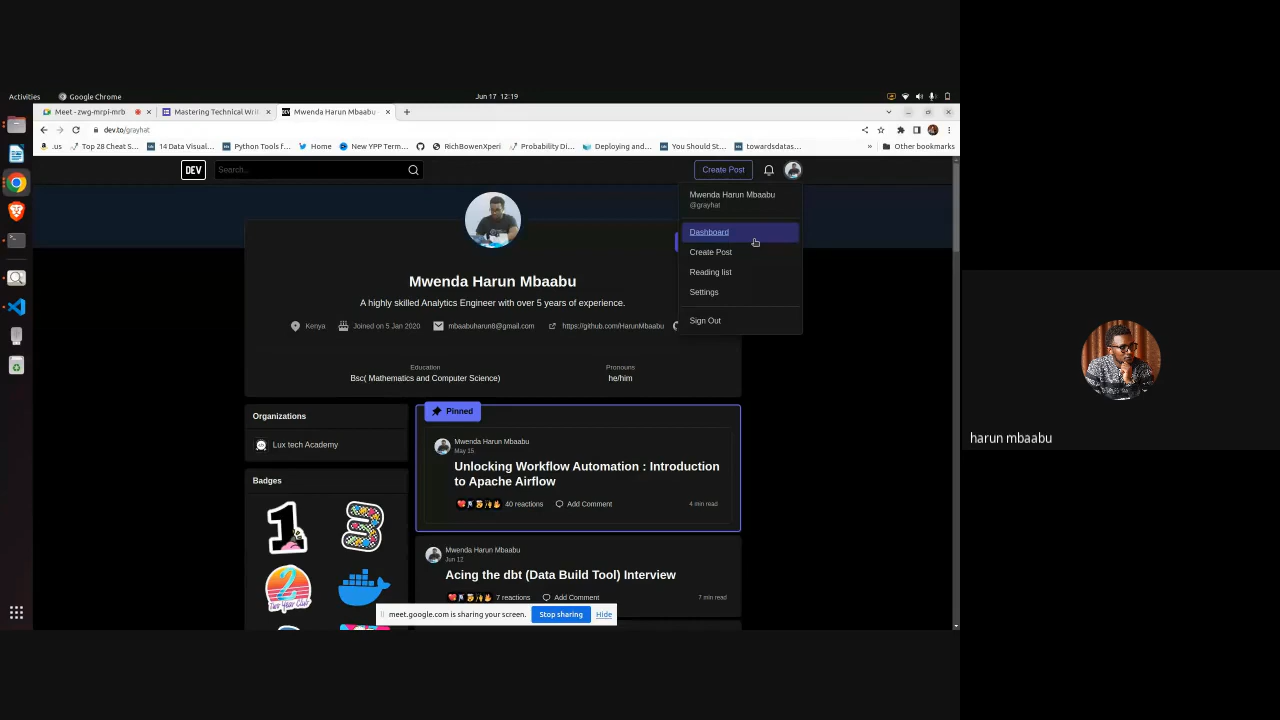 Activities
Google Chrome
Jun 17 12:19
Meet - zwg-mrpi-mrb
Mastering Technical Writ
DEV
Mwenda Harun Mbaabu
dev.to/grayhat
.us
Top 28 Cheat S...
14 Data Visual...
Python Tools f...
Home
New YPP Term...
RichBowenXperi
Probability Di...
Deploying and...
You Should St...
towardsdatas...
»
Other bookmarks
DEV
Search...
Create Post
Mwenda Harun Mbaabu
@grayhat
Dashboard
Create Post
Reading list
Settings
Sign Out
Mwenda Harun Mbaabu
A highly skilled Analytics Engineer with over 5 years of experience.
Kenya
Joined on 5 Jan 2020
mbaabuharun8@gmail.com
https://github.com/HarunMbaabu
Education
Bsc( Mathematics and Computer Science)
Pronouns
he/him
Organizations
Lux tech Academy
Badges
1
3
2
Pinned
Mwenda Harun Mbaabu
May 15
Unlocking Workflow Automation : Introduction
to Apache Airflow
40 reactions
Add Comment
4 min read
Mwenda Harun Mbaabu
Jun 12
Acing the dbt (Data Build Tool) Interview
7 reactions
Add Comment
7 min read
meet.google.com is sharing your screen.
Stop sharing
Hide
harun mbaabu